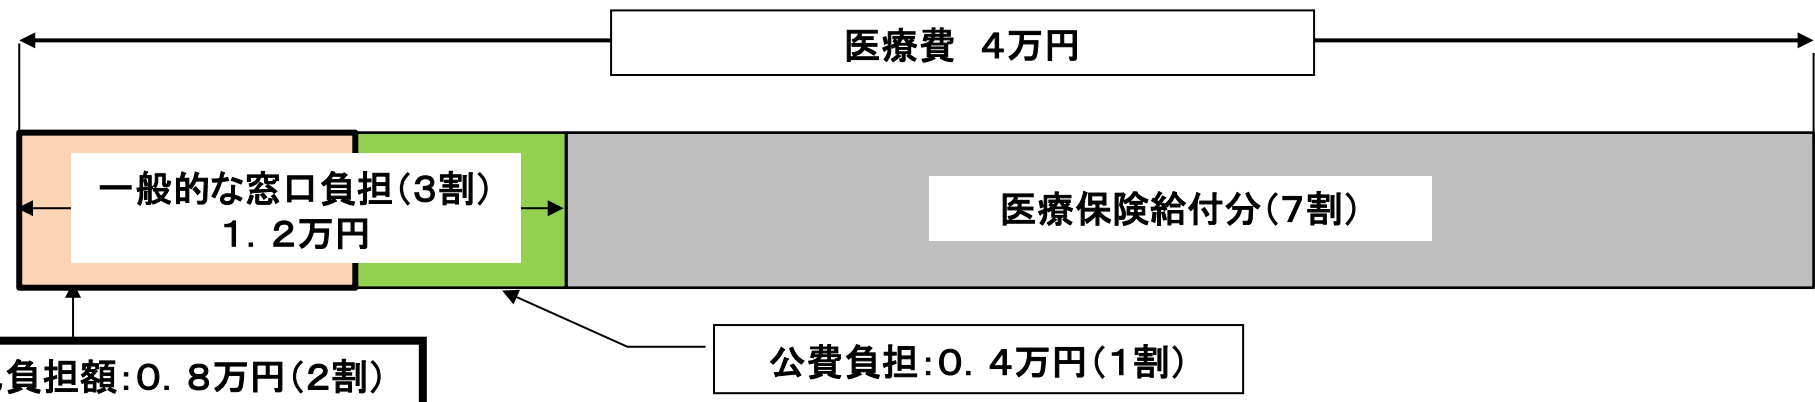 医療費 4万円
一般的な窓口負担(3割)
1.2万円
医療保険給付分(7割)
負担額:0.8万円(2割)
公費負担:0.4万円(1割)